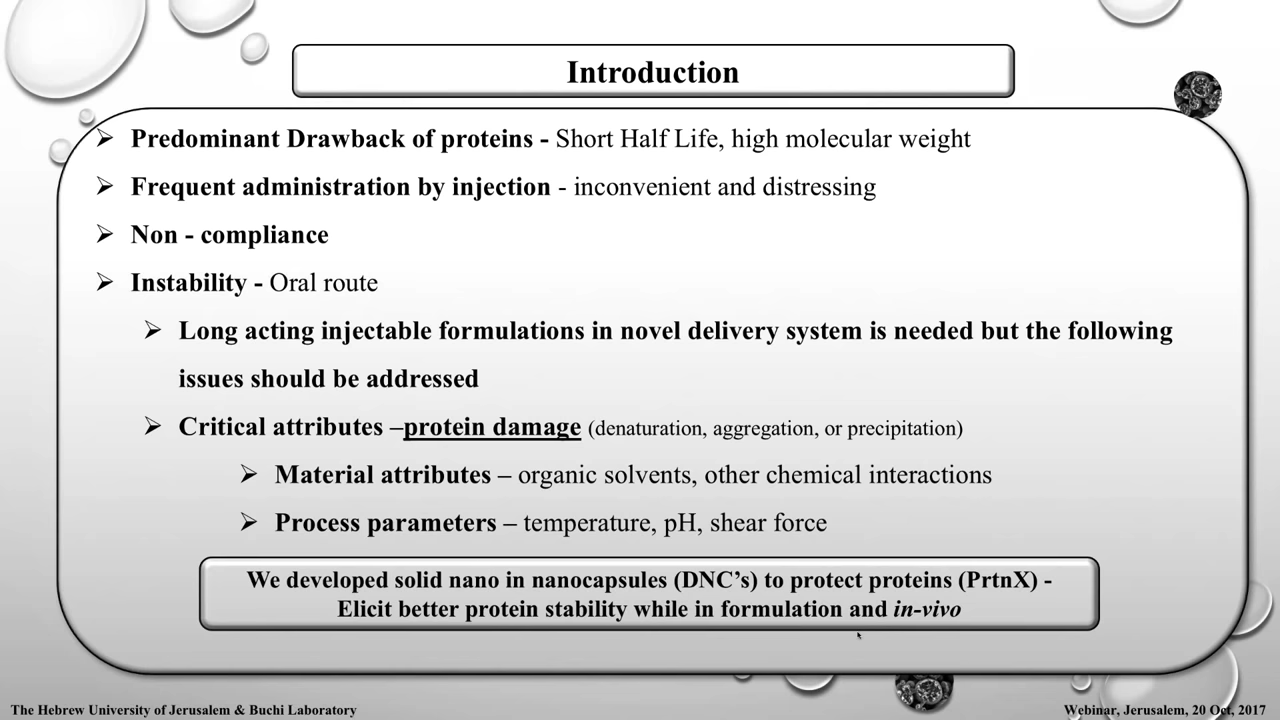 Introduction
➢ Predominant Drawback of proteins - Short Half Life, high molecular weight
➢ Frequent administration by injection - inconvenient and distressing
➢ Non - compliance
➢ Instability - Oral route
➢ Long acting injectable formulations in novel delivery system is needed but the following
issues should be addressed
➢ Critical attributes –protein damage (denaturation, aggregation, or precipitation)
➢ Material attributes – organic solvents, other chemical interactions
➢ Process parameters – temperature, pH, shear force
We developed solid nano in nanocapsules (DNC’s) to protect proteins (PrtnX) -
Elicit better protein stability while in formulation and in-vivo
The Hebrew University of Jerusalem & Buchi Laboratory
Webinar, Jerusalem, 20 Oct, 2017